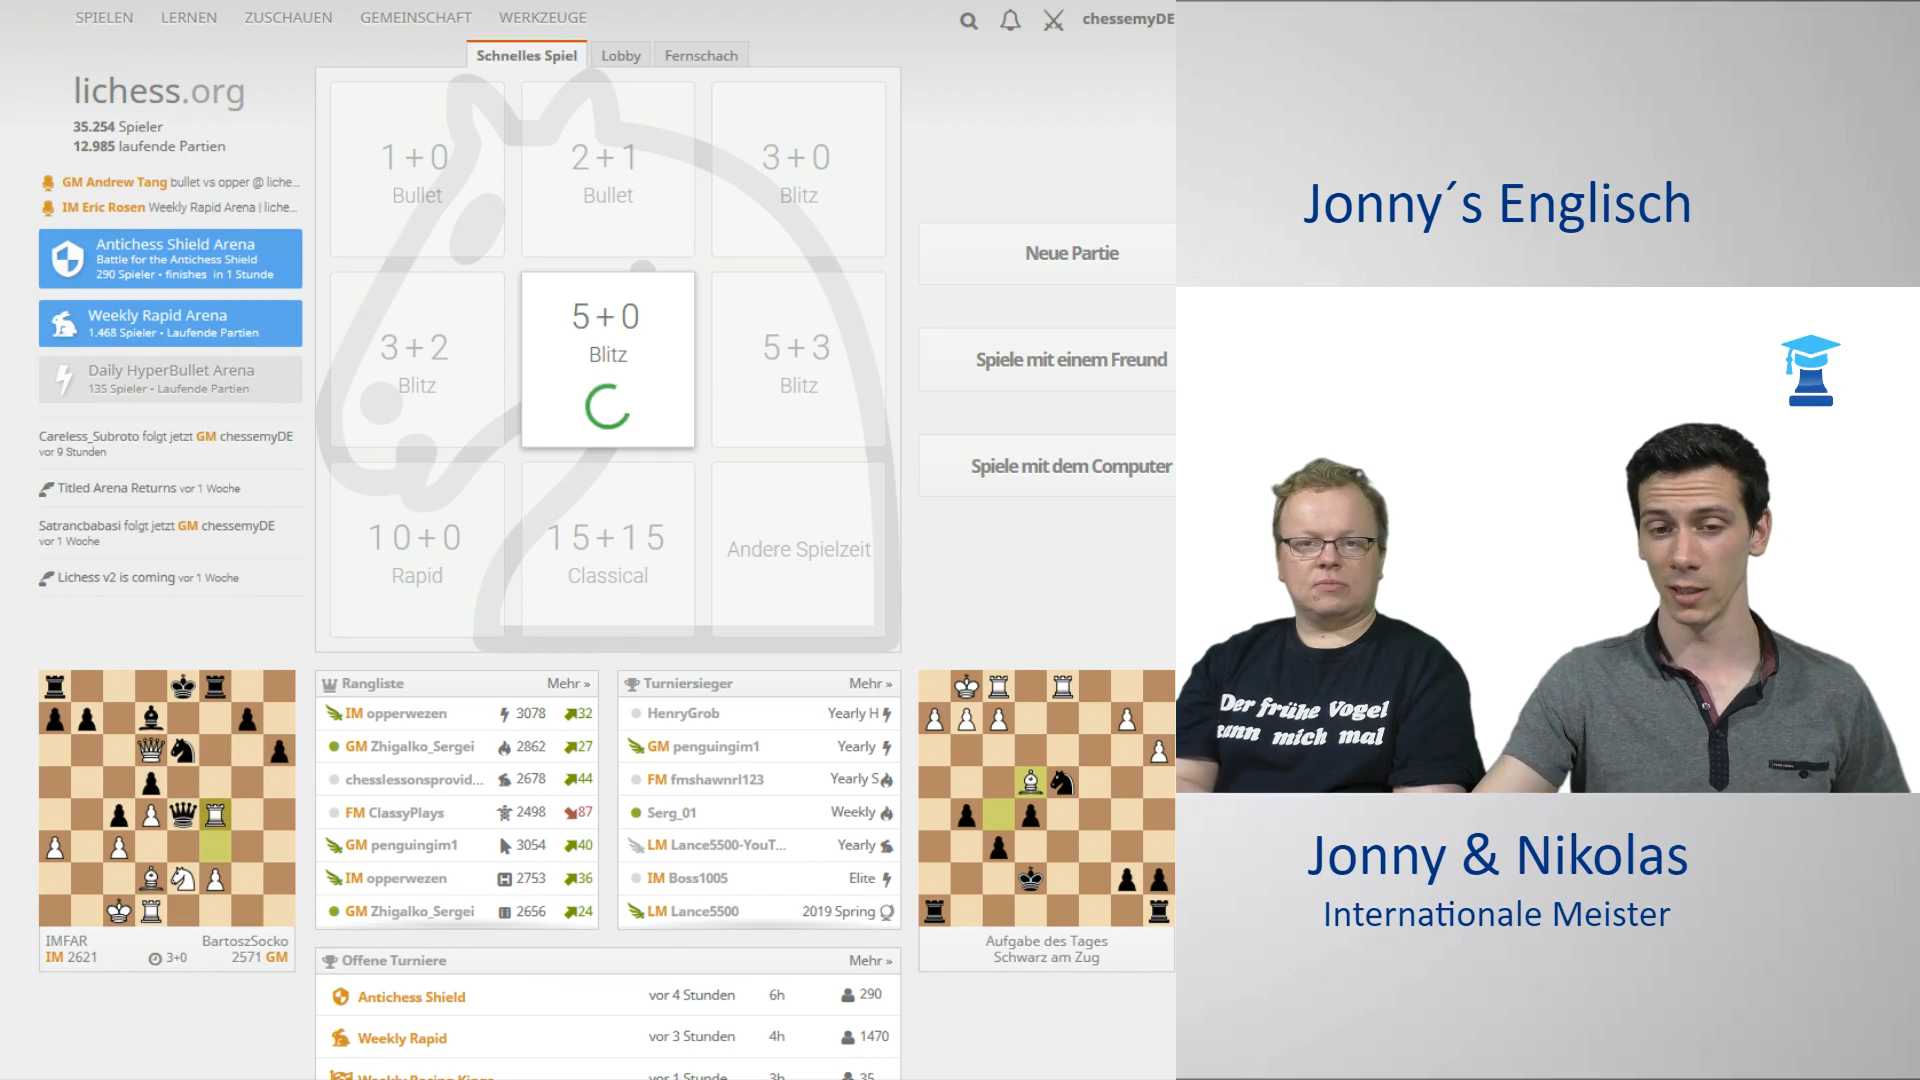 SPIELEN LERNEN ZUSCHAUEN GEMEINSCHAFT WERKZEUGE
chessemyDE
Schnelles Spiel Lobby Fernschach
lichess.org
35.254 Spieler
12.985 laufende Partien
GM Andrew Tang bullet vs opper @ liche...
IM Eric Rosen Weekly Rapid Arena | liche...
Antichess Shield Arena
Battle for the Antichess Shield
290 Spieler • finishes in 1 Stunde
Weekly Rapid Arena
1.468 Spieler • Laufende Partien
Daily HyperBullet Arena
135 Spieler • Laufende Partien
Careless_Subroto folgt jetzt GM chessemyDE
vor 9 Stunden
Titled Arena Returns vor 1 Woche
Satrancbabasi folgt jetzt GM chessemyDE
vor 1 Woche
Lichess v2 is coming vor 1 Woche
1+0
Bullet
2+1
Bullet
3+0
Blitz
3+2
Blitz
5+0
Blitz
5+3
Blitz
10+0
Rapid
15+15
Classical
Andere Spielzeit
Neue Partie
Spiele mit einem Freund
Spiele mit dem Computer
IMFAR BartoszSocko
IM 2621 3+0 2571 GM
Rangliste Mehr »
IM opperwezen 3078 32
GM Zhigalko_Sergei 2862 27
chesslessonsprovid... 2678 44
FM ClassyPlays 2498 87
GM penguingim1 3054 40
IM opperwezen 2753 36
GM Zhigalko_Sergei 2656 24
Turniersieger Mehr »
HenryGrob Yearly H
GM penguingim1 Yearly
FM fmshawnrl123 Yearly S
Serg_01 Weekly
LM Lance5500-YouT... Yearly
IM Boss1005 Elite
LM Lance5500 2019 Spring
Aufgabe des Tages
Schwarz am Zug
Offene Turniere Mehr »
Antichess Shield vor 4 Stunden 6h 290
Weekly Rapid vor 3 Stunden 4h 1470
Weekly Racing Kings vor 1 Stunde 3h 35
Jonny´s Englisch
Der frühe Vogel
kann mich mal
Jonny & Nikolas
Internationale Meister